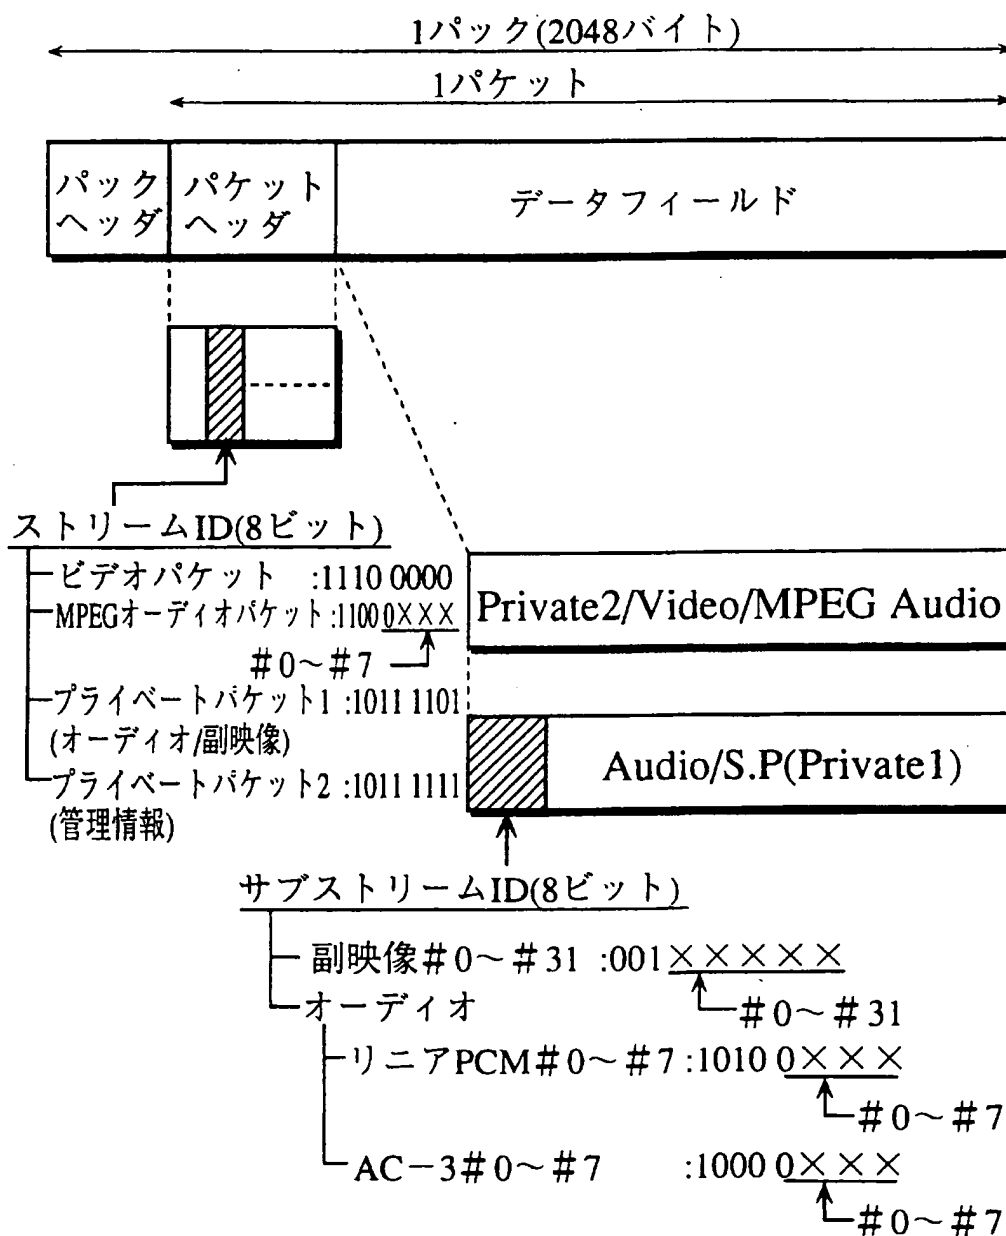 1パック(2048バイト)
1パケット
パック
ヘッダ
パケット
ヘッダ
データフィールド
ストリームID(8ビット)
ビデオパケット :1110 0000
MPEGオーディオパケット:1100 0×××
#0〜#7
プライベートパケット1 :1011 1101
(オーディオ/副映像)
プライベートパケット2 :1011 1111
(管理情報)
Private2/Video/MPEG Audio
Audio/S.P(Private1)
サブストリームID(8ビット)
副映像#0〜#31 :001×××××
#0〜#31
オーディオ
リニアPCM#0〜#7 :1010 0×××
#0〜#7
AC-3#0〜#7 :1000 0×××
#0〜#7